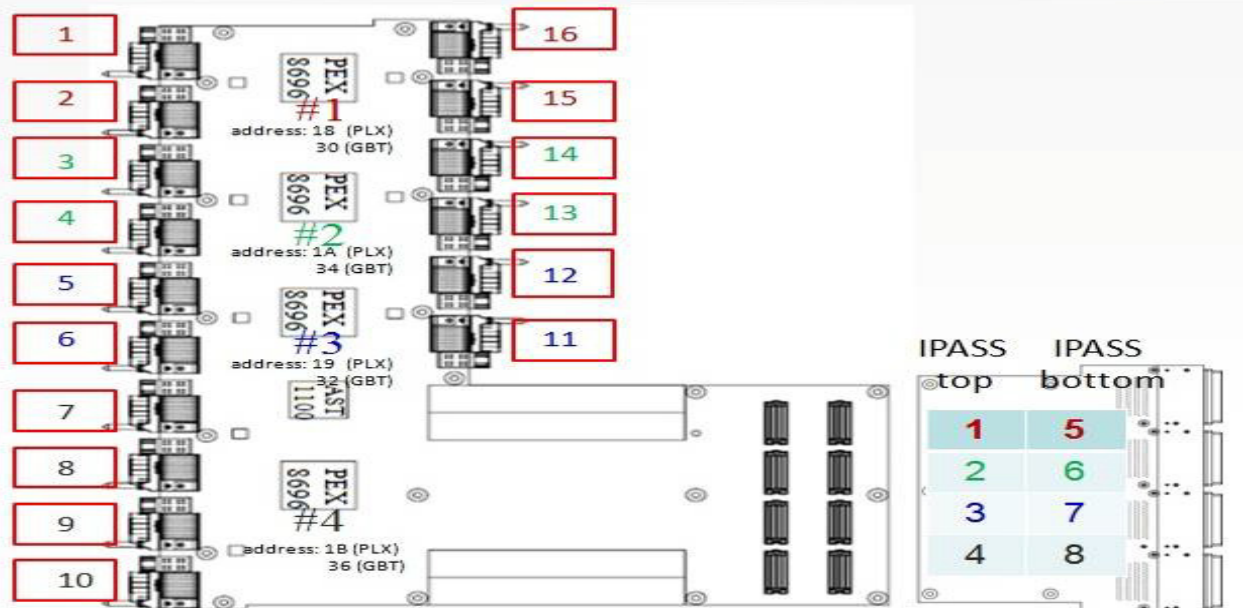 1
2
3
4
5
6
7
8
9
10
16
15
14
13
12
11
PEX
8696
#1
address: 18 (PLX)
30 (GBT)
PEX
8696
#2
address: 1A (PLX)
34 (GBT)
PEX
8696
#3
address: 19 (PLX)
32 (GBT)
AST
1100
PEX
8696
#4
address: 1B (PLX)
36 (GBT)
IPASS IPASS
top bottom
1 5
2 6
3 7
4 8